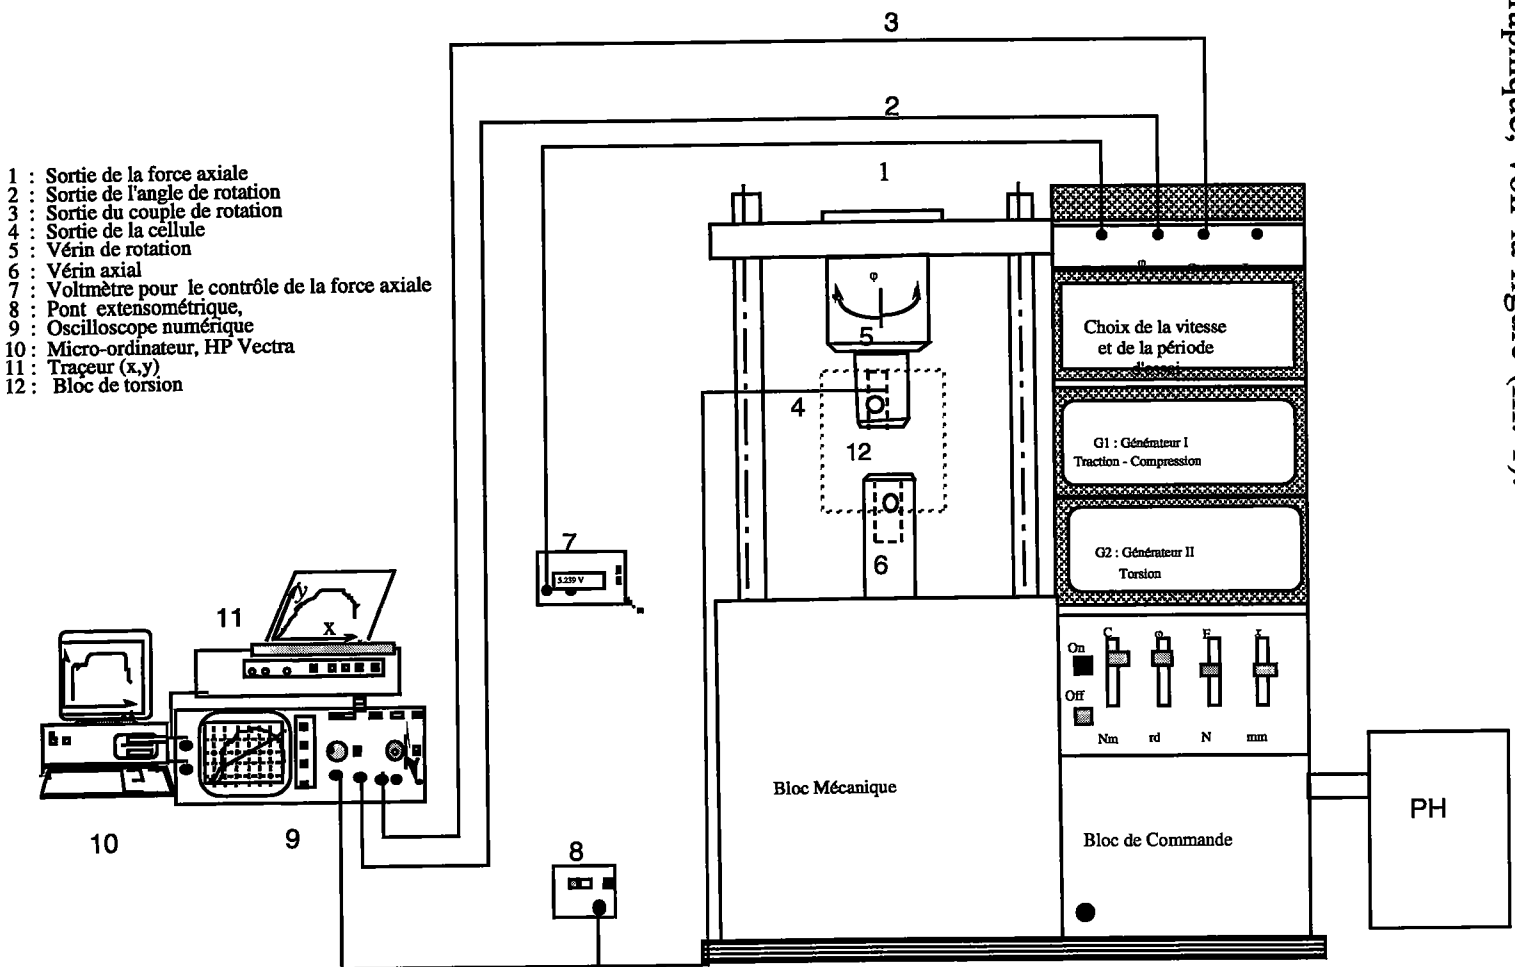 1 : Sortie de la force axiale
2 : Sortie de l'angle de rotation
3 : Sortie du couple de rotation
4 : Sortie de la cellule
5 : Vérin de rotation
6 : Vérin axial
7 : Voltmètre pour le contrôle de la force axiale
8 : Pont extensométrique,
9 : Oscilloscope numérique
10 : Micro-ordinateur, HP Vectra
11 : Traçeur (x,y)
12 : Bloc de torsion
3
2
1
φ
φ
5
4
12
6
7
5.239 V
Choix de la vitesse
et de la période
d'essai
G1 : Générateur I
Traction - Compression
G2 : Générateur II
Torsion
On
Off
C
φ
F
x
Nm
rd
N
mm
11
y
x
10
9
8
Bloc Mécanique
Bloc de Commande
PH